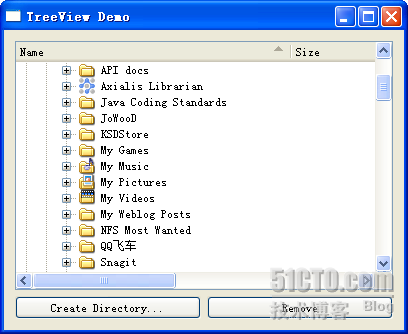 TreeView Demo
Name Size
API docs
Axialis Librarian
Java Coding Standards
JoWooD
KSDStore
My Games
My Music
My Pictures
My Videos
My Weblog Posts
NFS Most Wanted
QQ飞车
Snagit
51CTO.com
技术博客 Blog
Create Directory... Remove